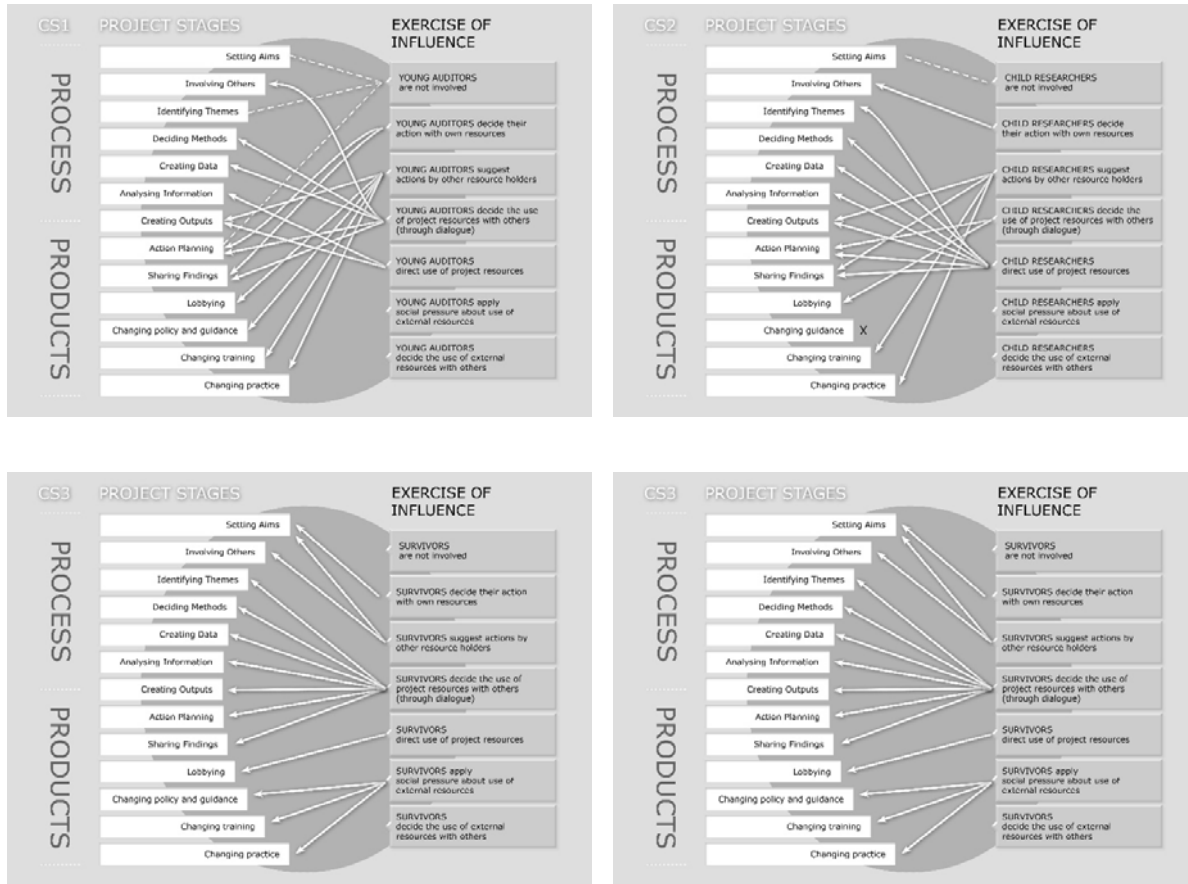 CS1 PROJECT STAGES
EXERCISE OF
INFLUENCE
PROCESS
PRODUCTS
Setting Aims
Involving Others
Identifying Themes
Deciding Methods
Creating Data
Analysing Information
Creating Outputs
Action Planning
Sharing Findings
Lobbying
Changing policy and guidance
Changing training
Changing practice
YOUNG AUDITORS
are not involved
YOUNG AUDITORS decide their
action with own resources
YOUNG AUDITORS suggest
actions by other resource holders
YOUNG AUDITORS decide the use
of project resources with others
(through dialogue)
YOUNG AUDITORS
direct use of project resources
YOUNG AUDITORS apply
social pressure about use of
external resources
YOUNG AUDITORS
decide the use of external
resources with others
CS2 PROJECT STAGES
EXERCISE OF
INFLUENCE
PROCESS
PRODUCTS
Setting Aims
Involving Others
Identifying Themes
Deciding Methods
Creating Data
Analysing Information
Creating Outputs
Action Planning
Sharing Findings
Lobbying
Changing guidance X
Changing training
Changing practice
CHILD RESEARCHERS
are not involved
CHILD RESEARCHERS decide
their action with own resources
CHILD RESEARCHERS suggest
actions by other resource holders
CHILD RESEARCHERS decide the
use of project resources with others
(through dialogue)
CHILD RESEARCHERS
direct use of project resources
CHILD RESEARCHERS apply
social pressure about use of
external resources
CHILD RESEARCHERS
decide the use of external
resources with others
CS3 PROJECT STAGES
EXERCISE OF
INFLUENCE
PROCESS
PRODUCTS
Setting Aims
Involving Others
Identifying Themes
Deciding Methods
Creating Data
Analysing Information
Creating Outputs
Action Planning
Sharing Findings
Lobbying
Changing policy and guidance
Changing training
Changing practice
SURVIVORS
are not involved
SURVIVORS decide their action
with own resources
SURVIVORS suggest actions by
other resource holders
SURVIVORS decide the use of
project resources with others
(through dialogue)
SURVIVORS
direct use of project resources
SURVIVORS apply
social pressure about use of
external resources
SURVIVORS
decide the use of external
resources with others
CS3 PROJECT STAGES
EXERCISE OF
INFLUENCE
PROCESS
PRODUCTS
Setting Aims
Involving Others
Identifying Themes
Deciding Methods
Creating Data
Analysing Information
Creating Outputs
Action Planning
Sharing Findings
Lobbying
Changing policy and guidance
Changing training
Changing practice
SURVIVORS
are not involved
SURVIVORS decide their action
with own resources
SURVIVORS suggest actions by
other resource holders
SURVIVORS decide the use of
project resources with others
(through dialogue)
SURVIVORS
direct use of project resources
SURVIVORS apply
social pressure about use of
external resources
SURVIVORS
decide the use of external
resources with others